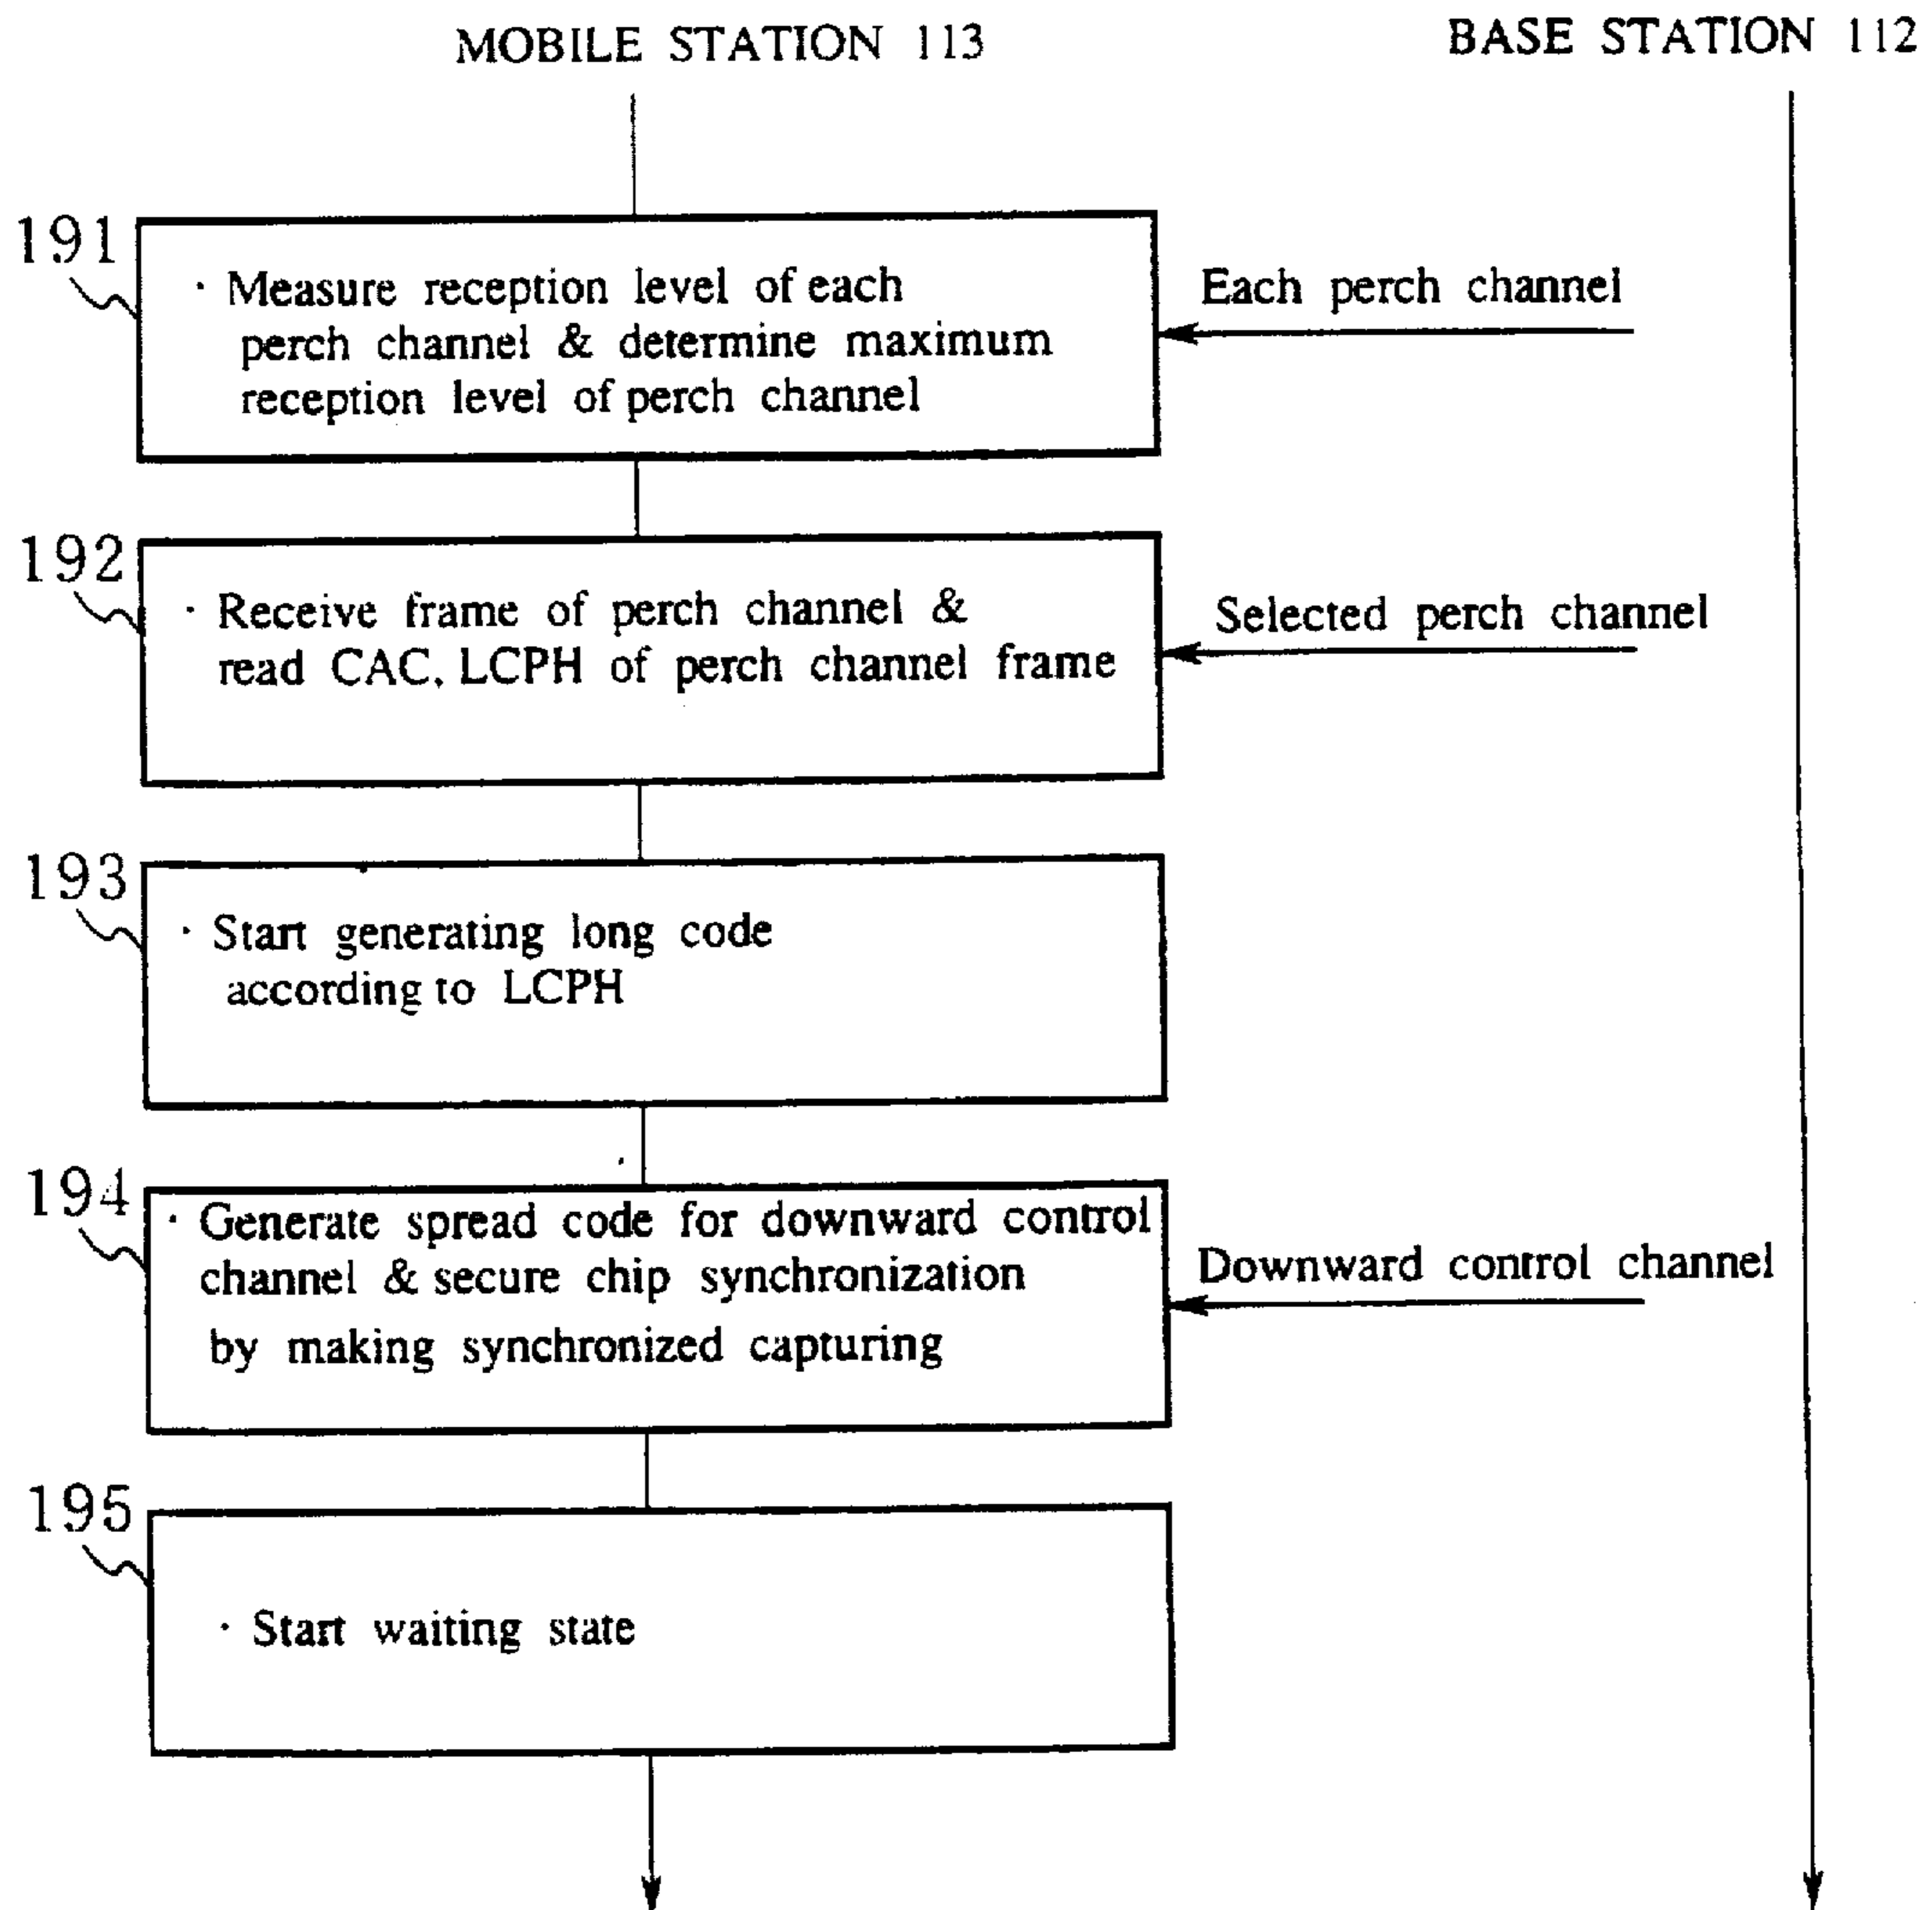 MOBILE STATION 113
BASE STATION 112
191
· Measure reception level of each
perch channel & determine maximum
reception level of perch channel
Each perch channel
192
· Receive frame of perch channel &
read CAC, LCPH of perch channel frame
Selected perch channel
193
· Start generating long code
according to LCPH
194
· Generate spread code for downward control
channel & secure chip synchronization
by making synchronized capturing
Downward control channel
195
· Start waiting state